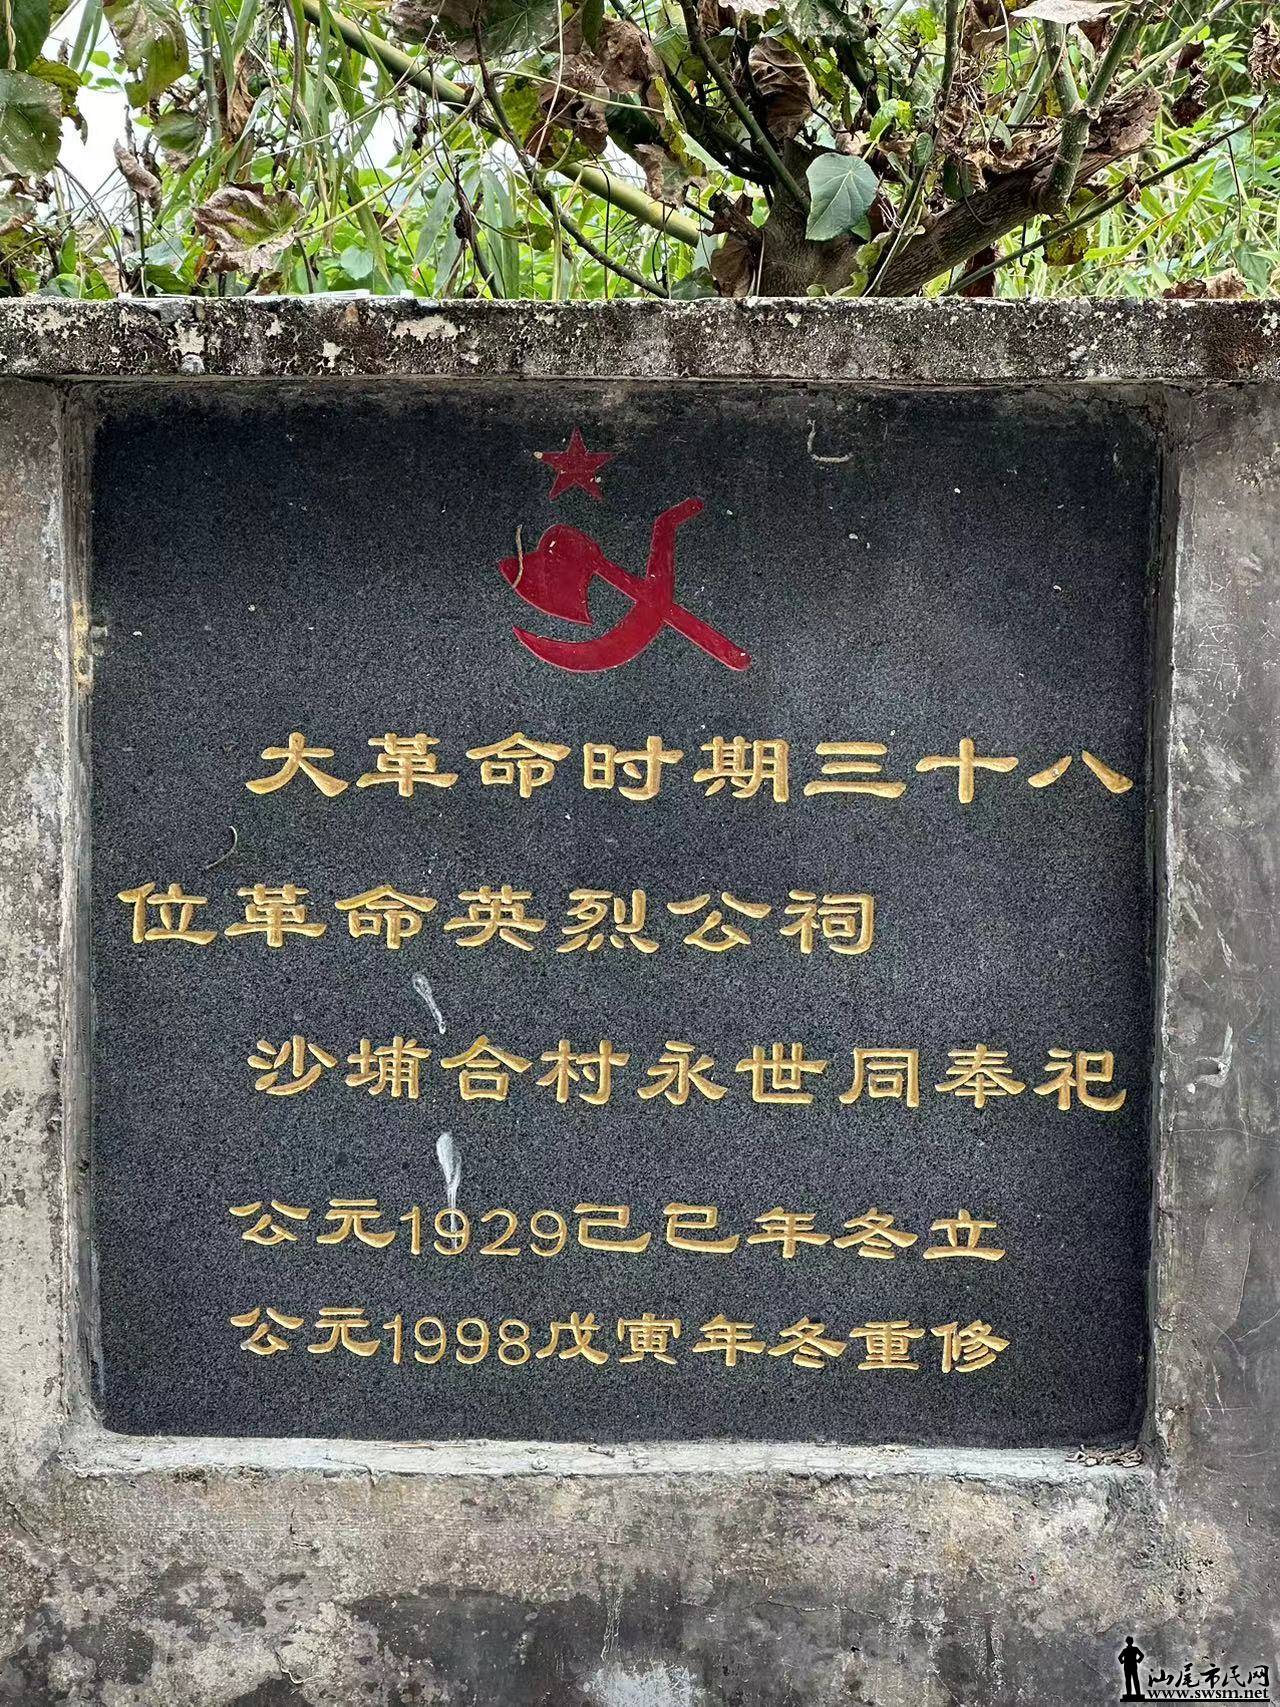 大革命时期三十八
位革命英烈公祠
沙埔合村永世同奉祀
公元1929己巳年冬立
公元1998戊寅年冬重修
汕尾市民网
www.swsm.net